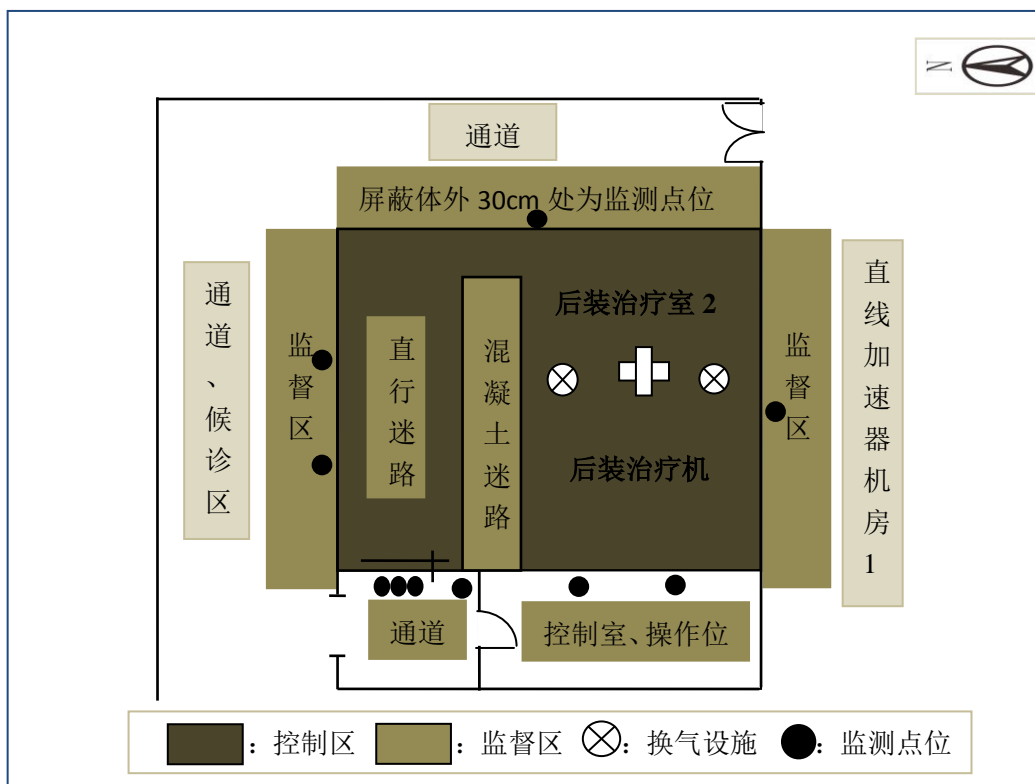 N
通道
屏蔽体外 30cm 处为监测点位
通道、候诊区
监督区
直行迷路
混凝土迷路
后装治疗室 2
后装治疗机
监督区
直线加速器机房 1
通道
控制室、操作位
：控制区
：监督区
：换气设施
：监测点位